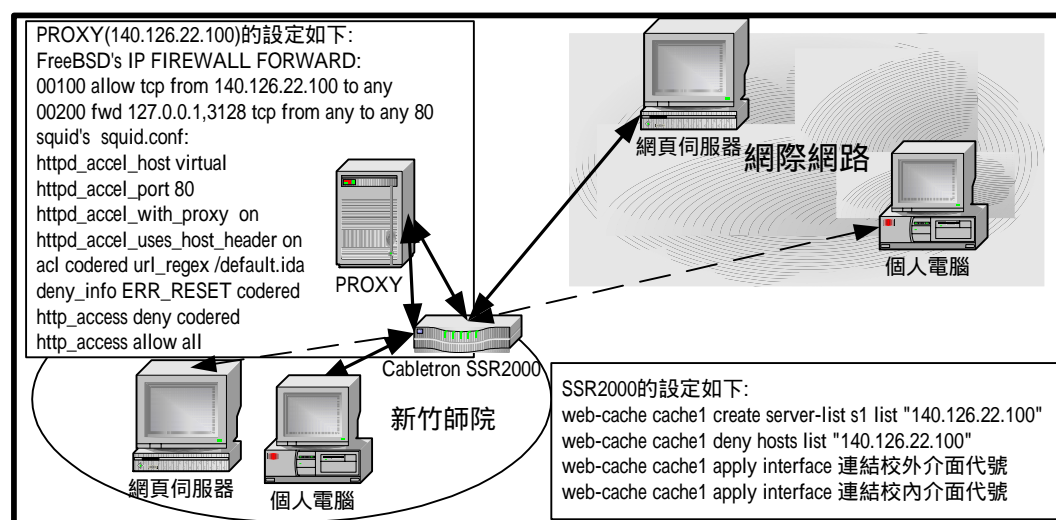 PROXY(140.126.22.100)的設定如下:
FreeBSD's IP FIREWALL FORWARD:
00100 allow tcp from 140.126.22.100 to any
00200 fwd 127.0.0.1,3128 tcp from any to any 80
squid's squid.conf:
httpd_accel_host virtual
httpd_accel_port 80
httpd_accel_with_proxy on
httpd_accel_uses_host_header on
acl codered url_regex /default.ida
deny_info ERR_RESET codered
http_access deny codered
http_access allow all
PROXY
網頁伺服器
網際網路
個人電腦
Cabletron SSR2000
新竹師院
網頁伺服器
個人電腦
SSR2000的設定如下:
web-cache cache1 create server-list s1 list "140.126.22.100"
web-cache cache1 deny hosts list "140.126.22.100"
web-cache cache1 apply interface 連結校外介面代號
web-cache cache1 apply interface 連結校內介面代號